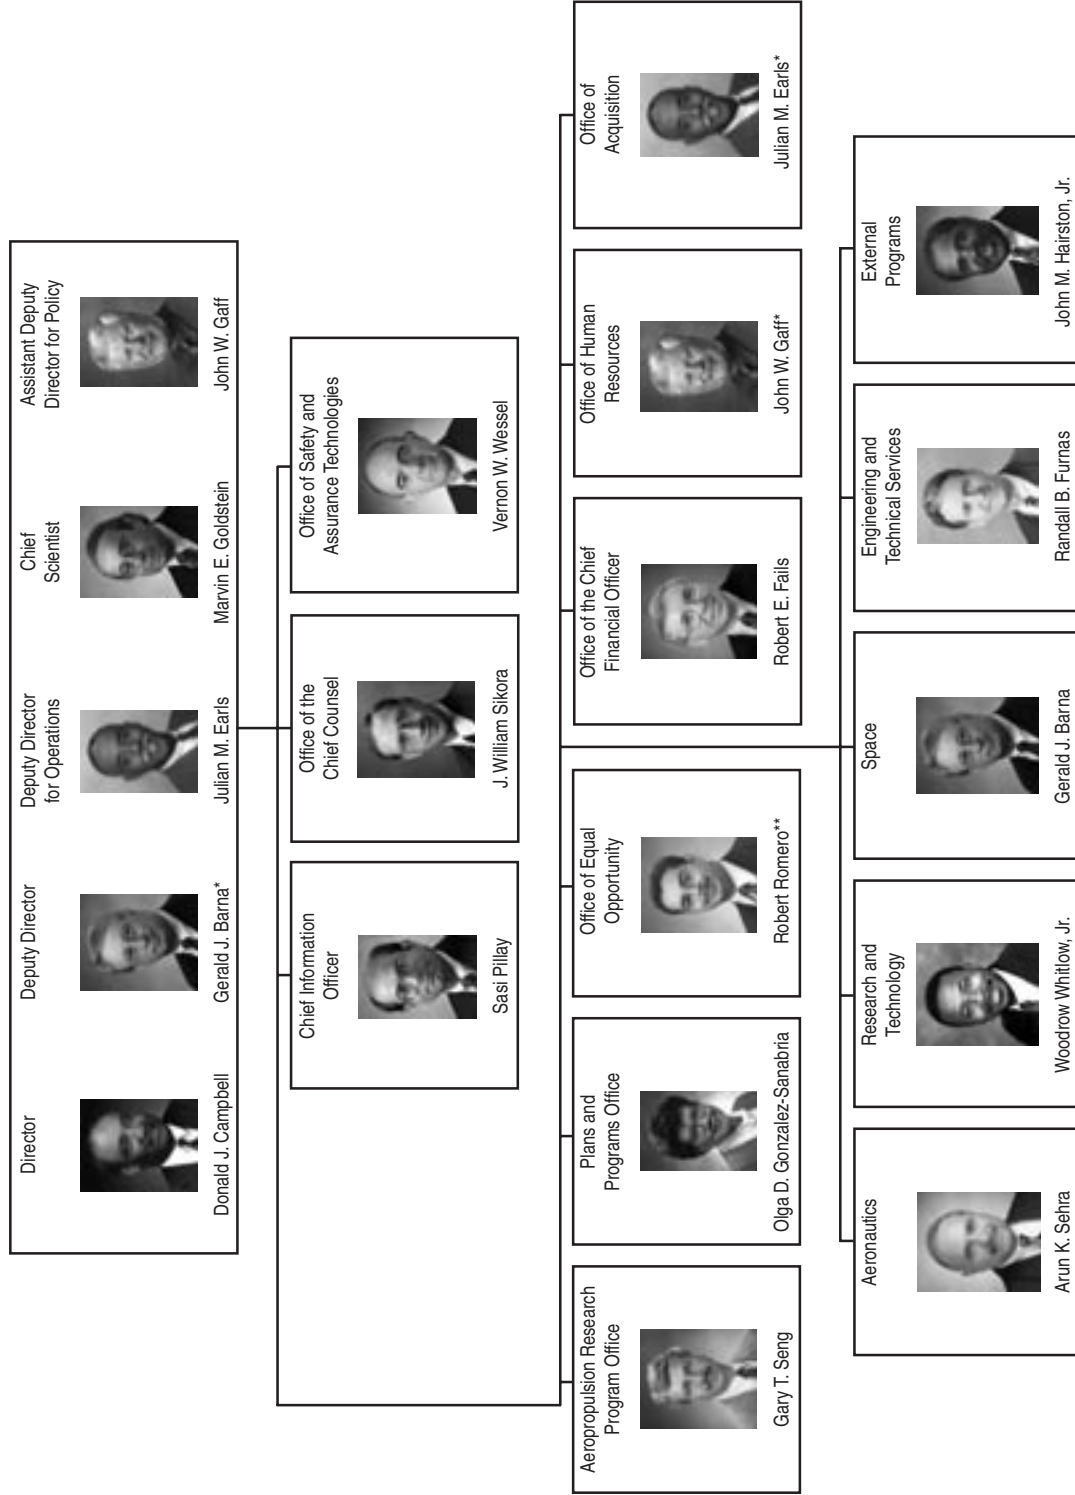 Director
Donald J. Campbell
Deputy Director
Gerald J. Barna*
Deputy Director
for Operations
Julian M. Earls
Chief
Scientist
Marvin E. Goldstein
Assistant Deputy
Director for Policy
John W. Gaff
Chief Information
Officer
Sasi Pillay
Office of the
Chief Counsel
J. William Sikora
Office of Safety and
Assurance Technologies
Vernon W. Wessel
Aeropropulsion Research
Program Office
Gary T. Seng
Plans and
Programs Office
Olga D. Gonzalez-Sanabria
Office of Equal
Opportunity
Robert Romero**
Office of the Chief
Financial Officer
Robert E. Fails
Office of Human
Resources
John W. Gaff*
Office of
Acquisition
Julian M. Earls*
Aeronautics
Arun K. Sehra
Research and
Technology
Woodrow Whitlow, Jr.
Space
Gerald J. Barna
Engineering and
Technical Services
Randall B. Furnas
External
Programs
John M. Hairston, Jr.